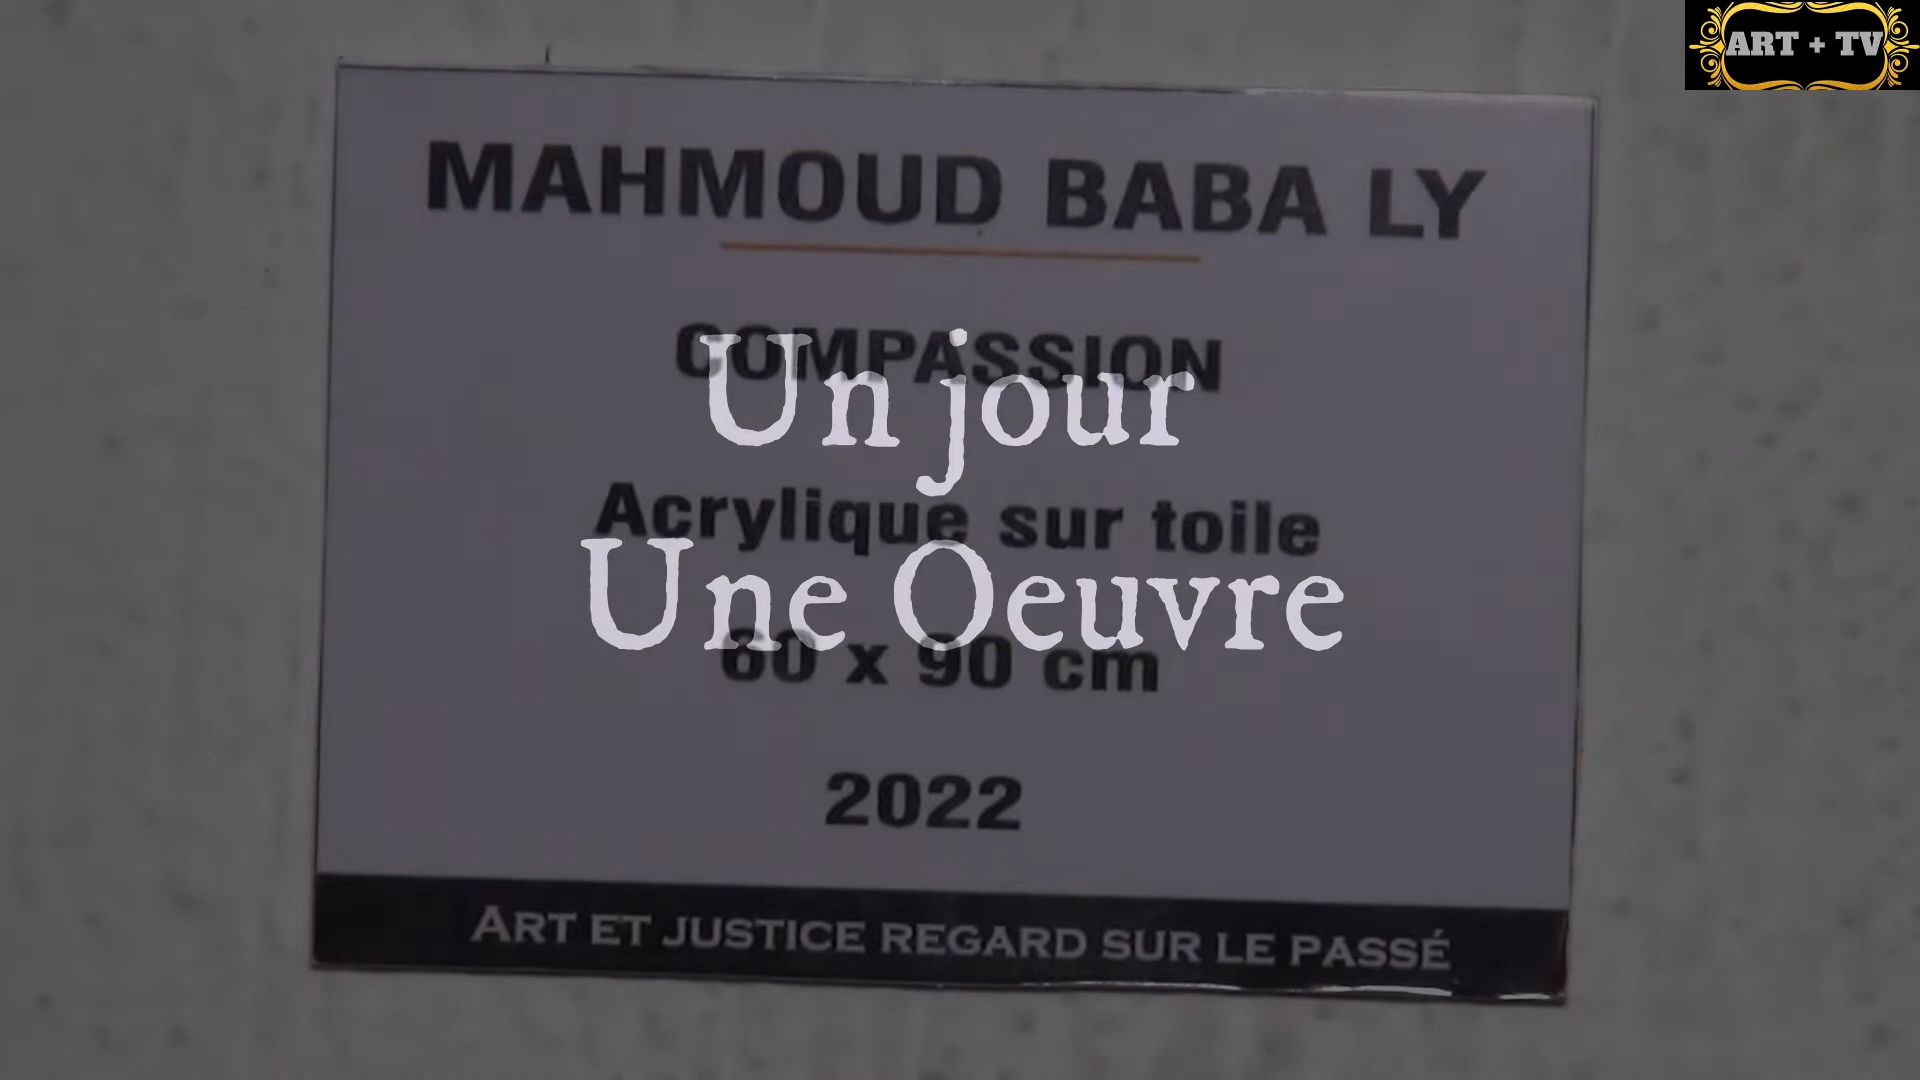 ART + TV
MAHMOUD BABA LY
COMPASSION
Un jour
Acrylique sur toile
Une Oeuvre
60 x 90 cm
2022
ART ET JUSTICE REGARD SUR LE PASSÉ